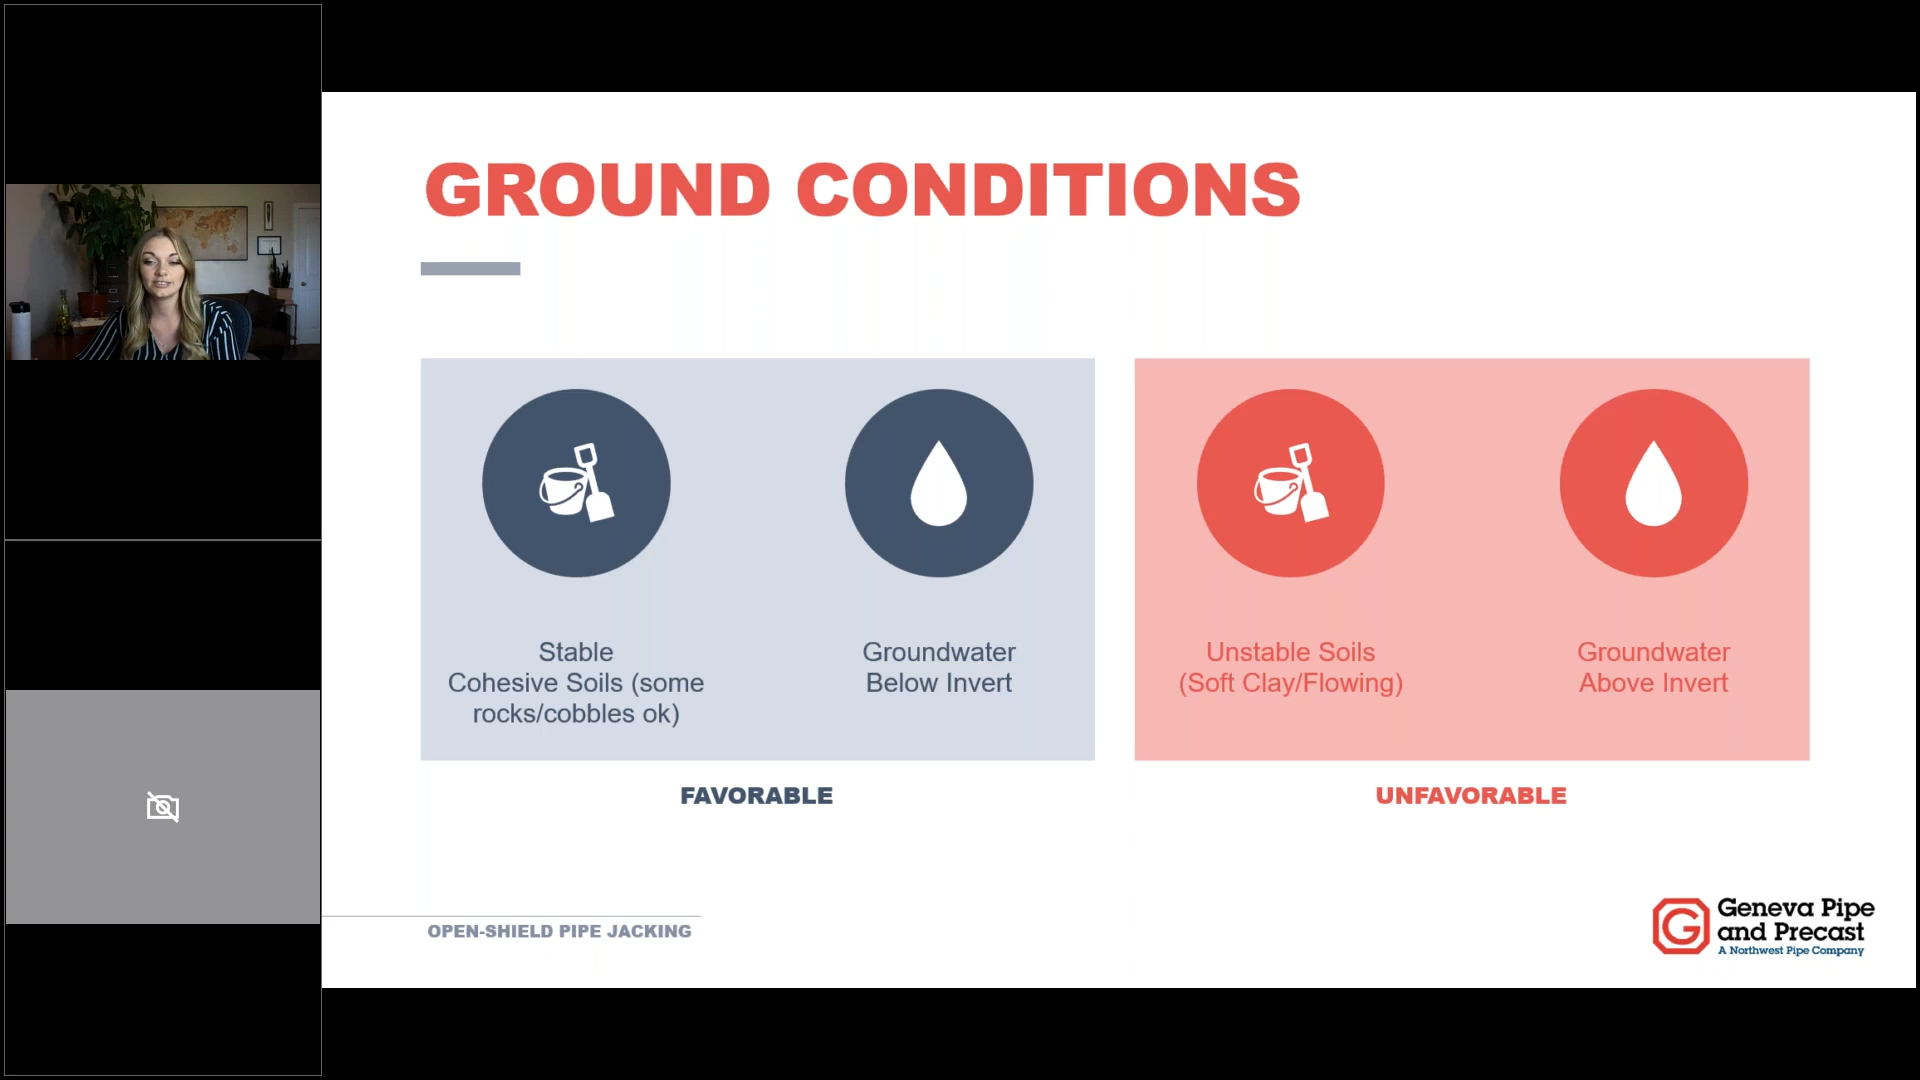 GROUND CONDITIONS
Stable
Cohesive Soils (some
rocks/cobbles ok)
Groundwater
Below Invert
FAVORABLE
Unstable Soils
(Soft Clay/Flowing)
Groundwater
Above Invert
UNFAVORABLE
OPEN-SHIELD PIPE JACKING
G
Geneva Pipe
and Precast
A Northwest Pipe Company